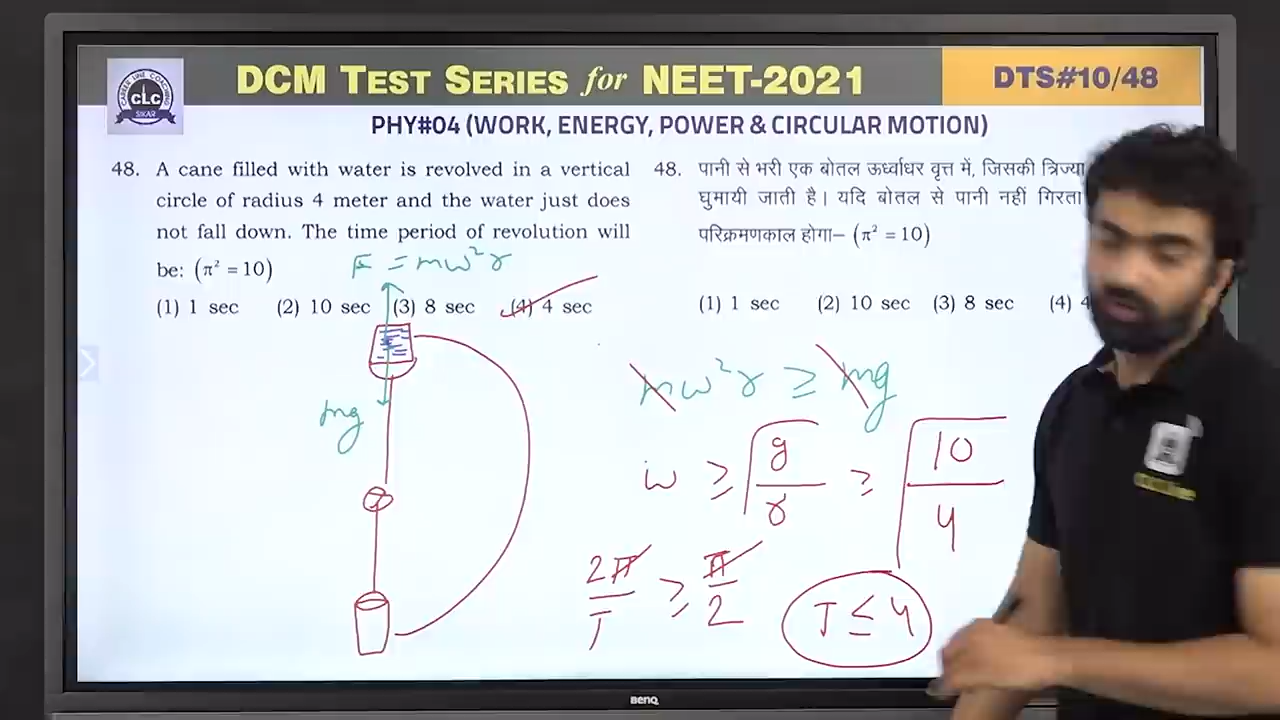 DCM TEST SERIES for NEET-2021
DTS#10/48
CAREER LINE COACHING
CLC
SIKAR
PHY#04 (WORK, ENERGY, POWER & CIRCULAR MOTION)
48. A cane filled with water is revolved in a vertical
circle of radius 4 meter and the water just does
not fall down. The time period of revolution will
be: (π² = 10)
(1) 1 sec (2) 10 sec (3) 8 sec (4) 4 sec
48. पानी से भरी एक बोतल ऊर्ध्वाधर वृत्त में, जिसकी त्रिज्या
घुमायी जाती है। यदि बोतल से पानी नहीं गिरता
परिक्रमणकाल होगा– (π² = 10)
(1) 1 sec (2) 10 sec (3) 8 sec (4) 4
F = mω²r
mg
mω²r ≥ mg
ω ≥ √(g/r) ≥ √(10/4)
2π/T ≥ π/2
T ≤ 4
BenQ